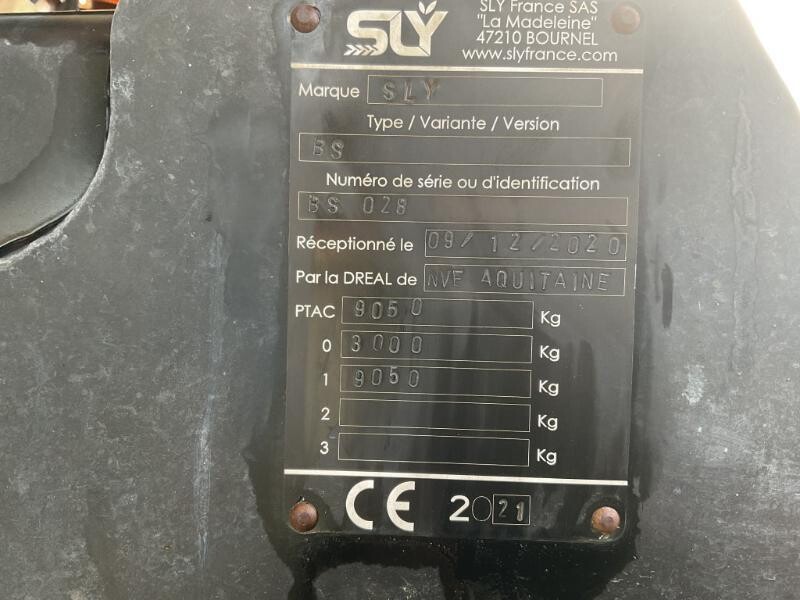 SLY
SLY France SAS
"La Madeleine"
47210 BOURNEL
www.slyfrance.com
Marque SLY
Type / Variante / Version
BS
Numéro de série ou d'identification
BS 028
Réceptionné le 09/12/2020
Par la DREAL de NVE AQUITAINE
PTAC 9050 Kg
0 3000 Kg
1 9050 Kg
2 Kg
3 Kg
CE 2021